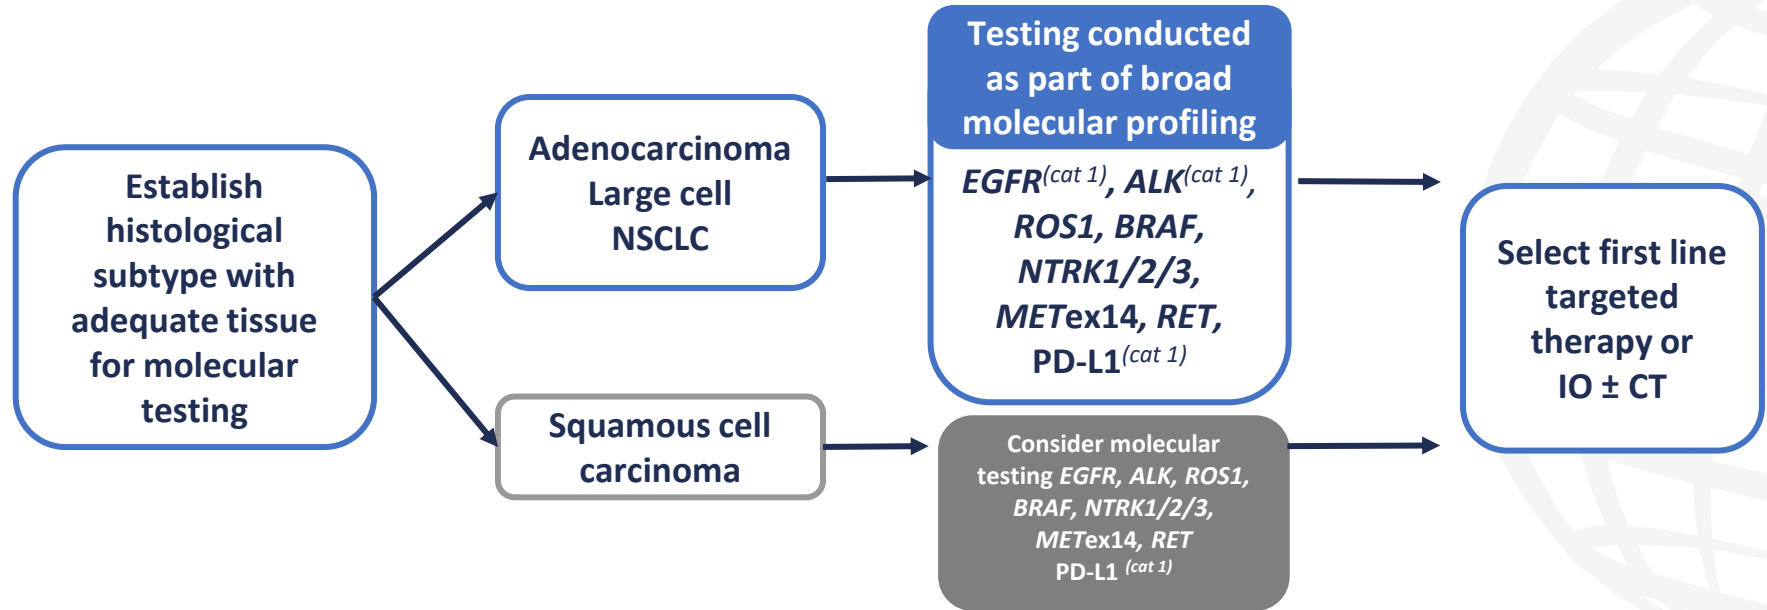 Establish
histological
subtype with
adequate tissue
for molecular
testing
Adenocarcinoma
Large cell
NSCLC
Squamous cell
carcinoma
Testing conducted
as part of broad
molecular profiling
EGFR(cat 1), ALK(cat 1),
ROS1, BRAF,
NTRK1/2/3,
METex14, RET,
PD-L1(cat 1)
Consider molecular
testing EGFR, ALK, ROS1,
BRAF, NTRK1/2/3,
METex14, RET
PD-L1 (cat 1)
Select first line
targeted
therapy or
IO ± CT